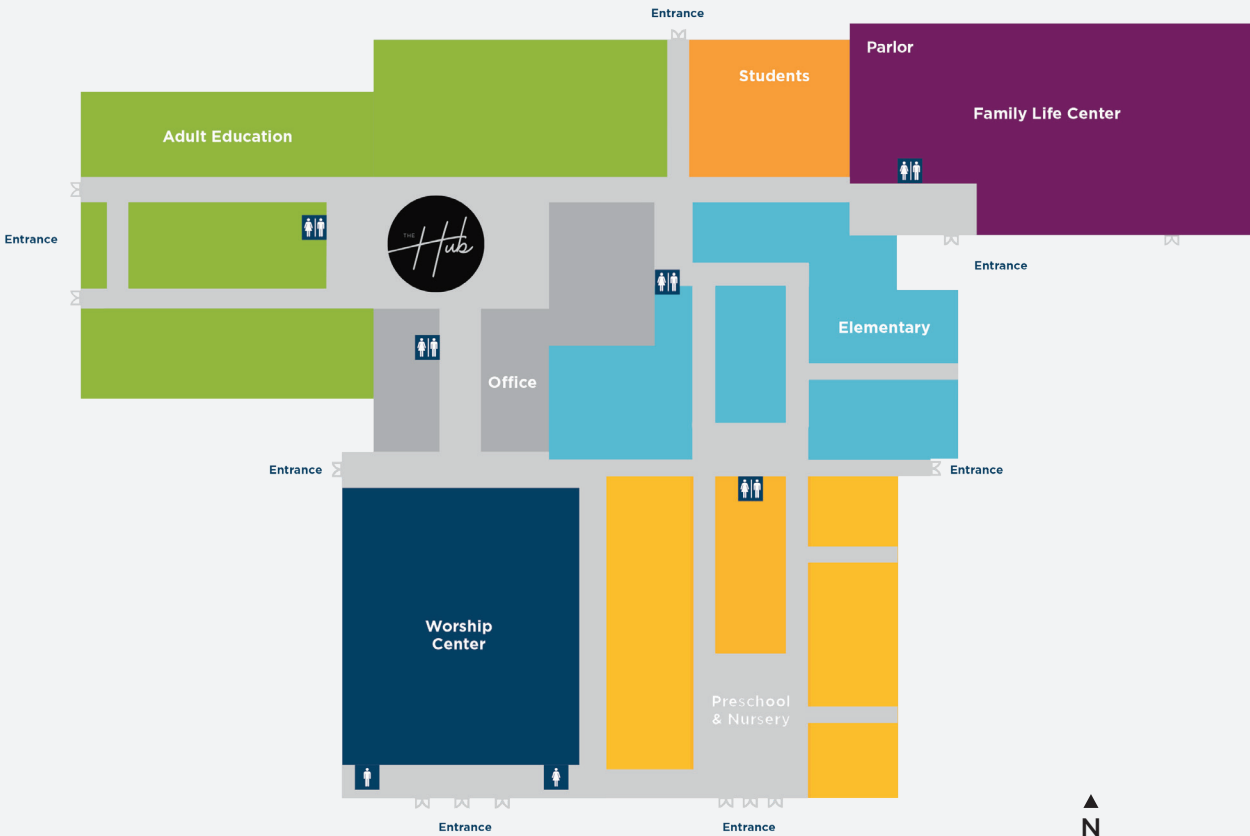 Entrance
Parlor
Students
Family Life Center
Adult Education
Entrance
THE
Hub
Entrance
Elementary
Office
Entrance
Entrance
Worship
Center
Preschool
& Nursery
Entrance
Entrance
N